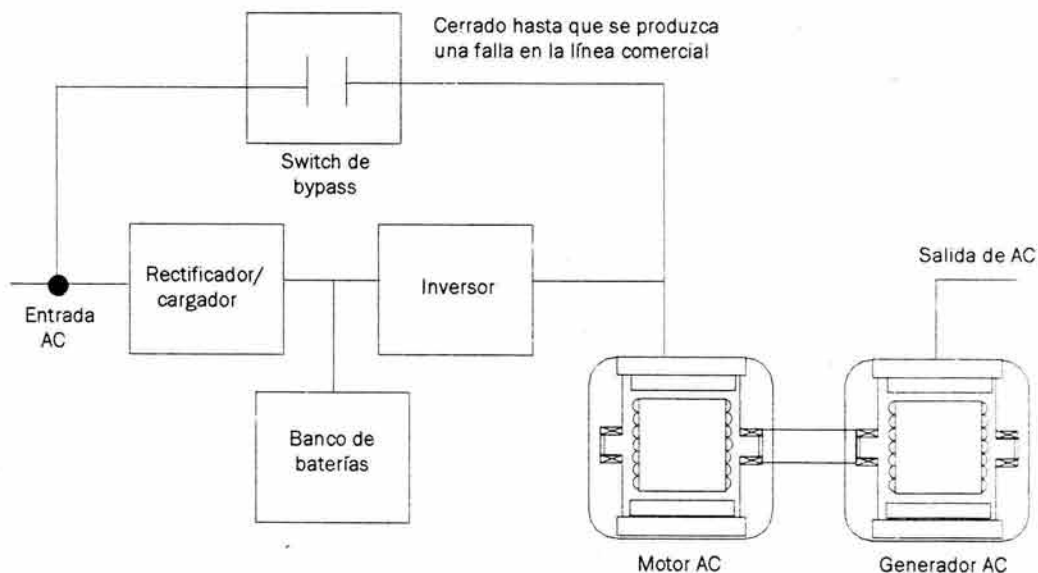 Cerrado hasta que se produzca
una falla en la línea comercial
Switch de
bypass
Rectificador/
cargador
Inversor
Salida de AC
Entrada
AC
Banco de
baterías
Motor AC
Generador AC